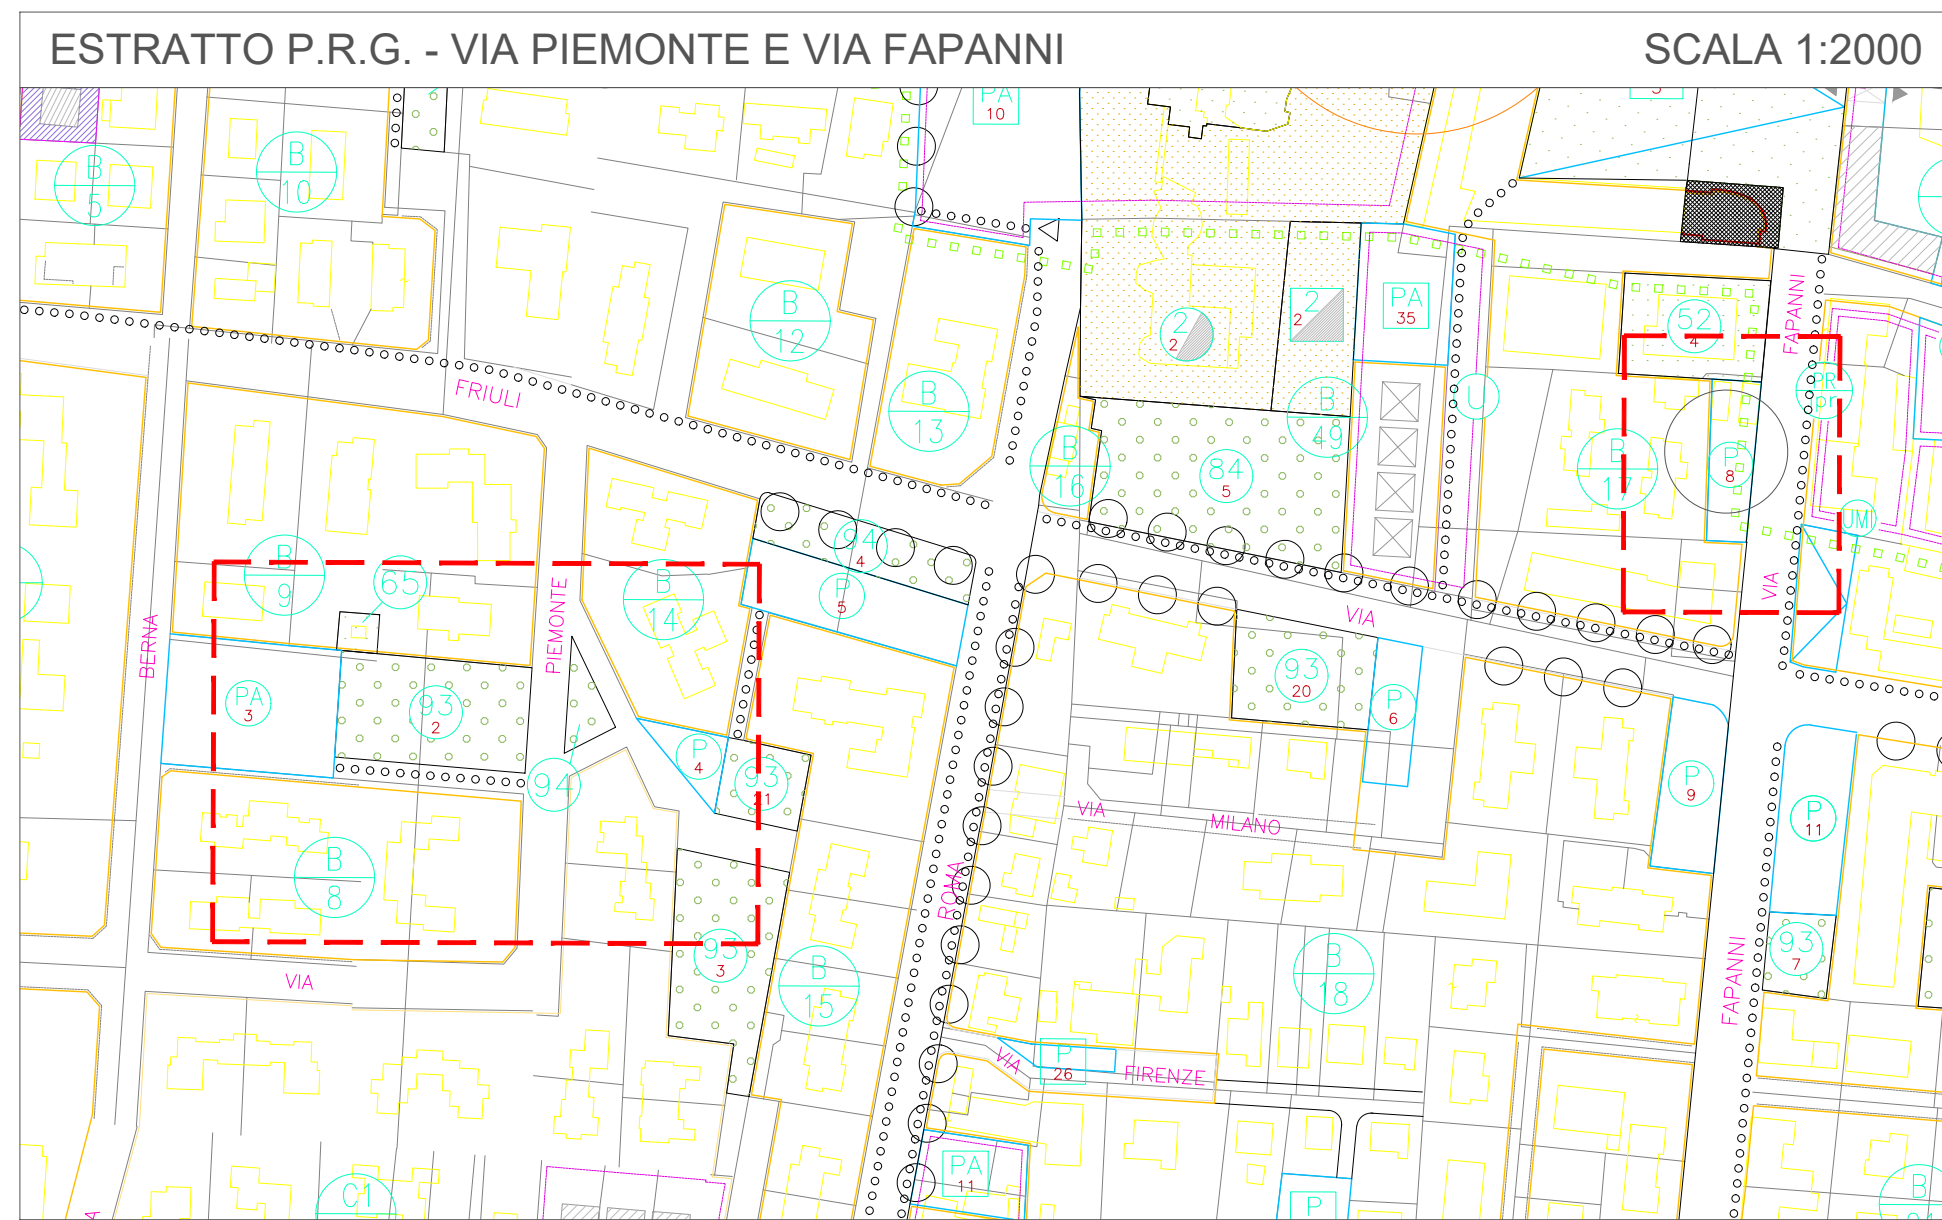 ESTRATTO P.R.G. - VIA PIEMONTE E VIA FAPANNI
SCALA 1:2000
PA
10
B
5
B
10
B
12
B
13
2
2
2
2
PA
35
52
4
FAPANNI
PR
pr
FRIULI
B
16
84
5
B
49
U
B
17
P
8
UMI
B
9
65
PIEMONTE
B
14
94
4
P
5
BERNA
VIA
VIA
PA
3
93
2
94
P
4
93
21
93
20
P
6
P
9
P
11
VIA
MILANO
B
8
ROMA
93
3
B
15
B
18
93
7
FAPANNI
VIA
VIA
P
26
FIRENZE
PA
11
C1
P
B